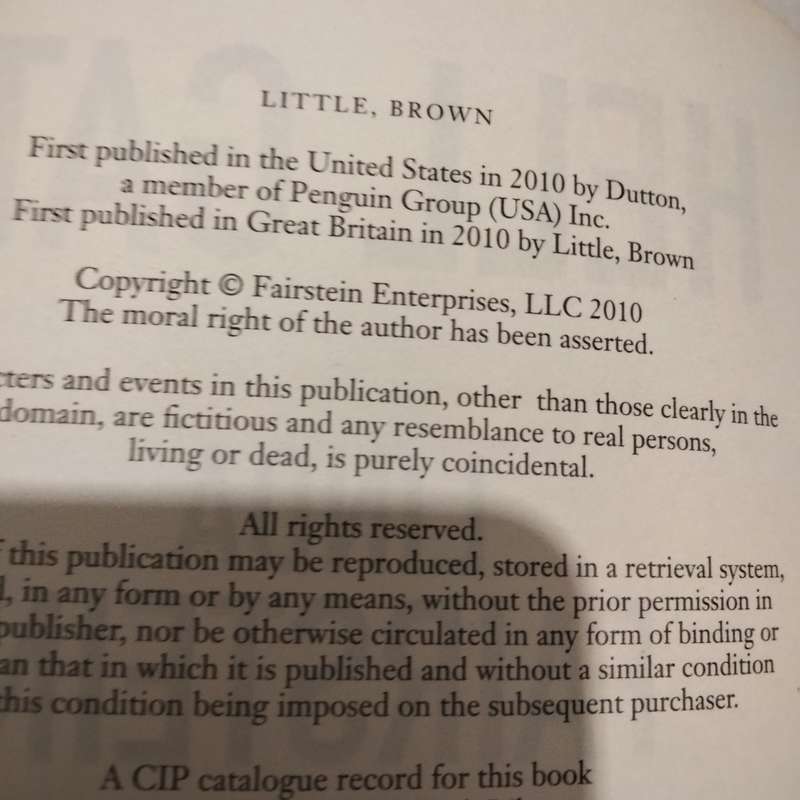 LITTLE, BROWN
First published in the United States in 2010 by Dutton,
a member of Penguin Group (USA) Inc.
First published in Great Britain in 2010 by Little, Brown
Copyright © Fairstein Enterprises, LLC 2010
The moral right of the author has been asserted.
cters and events in this publication, other than those clearly in the
domain, are fictitious and any resemblance to real persons,
living or dead, is purely coincidental.
All rights reserved.
this publication may be reproduced, stored in a retrieval system,
in any form or by any means, without the prior permission in
publisher, nor be otherwise circulated in any form of binding or
an that in which it is published and without a similar condition
this condition being imposed on the subsequent purchaser.
A CIP catalogue record for this book